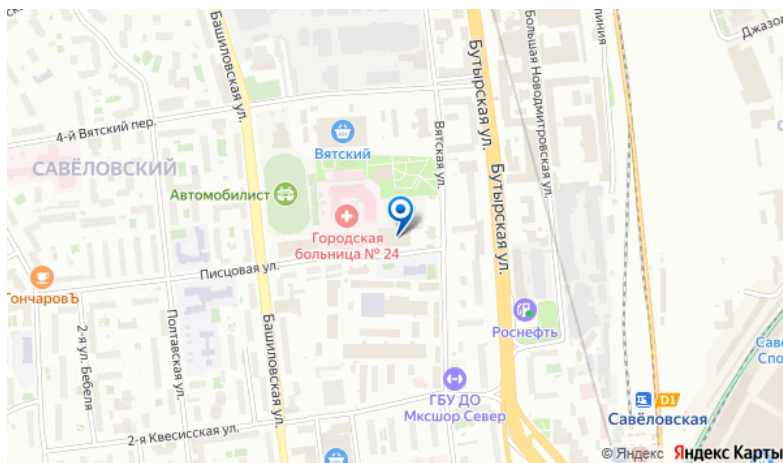 Джазов
линия
Большая Новодмитровская ул.
Бутырская ул.
Башиловская ул.
4-й Вятский пер.
Вятский
Вятская ул.
САВЁЛОВСКИЙ
Автомобилист
Бутырская ул.
Городская
больница № 24
Писцовая ул.
ГончаровЪ
Роснефть
2-я ул. Бебеля
Полтавская ул.
Башиловская ул.
Савё
Спо
ГБУ ДО
Мксшор Север
D1
Савёловская
2-я Квесисская ул.
© Яндекс Яндекс Карты